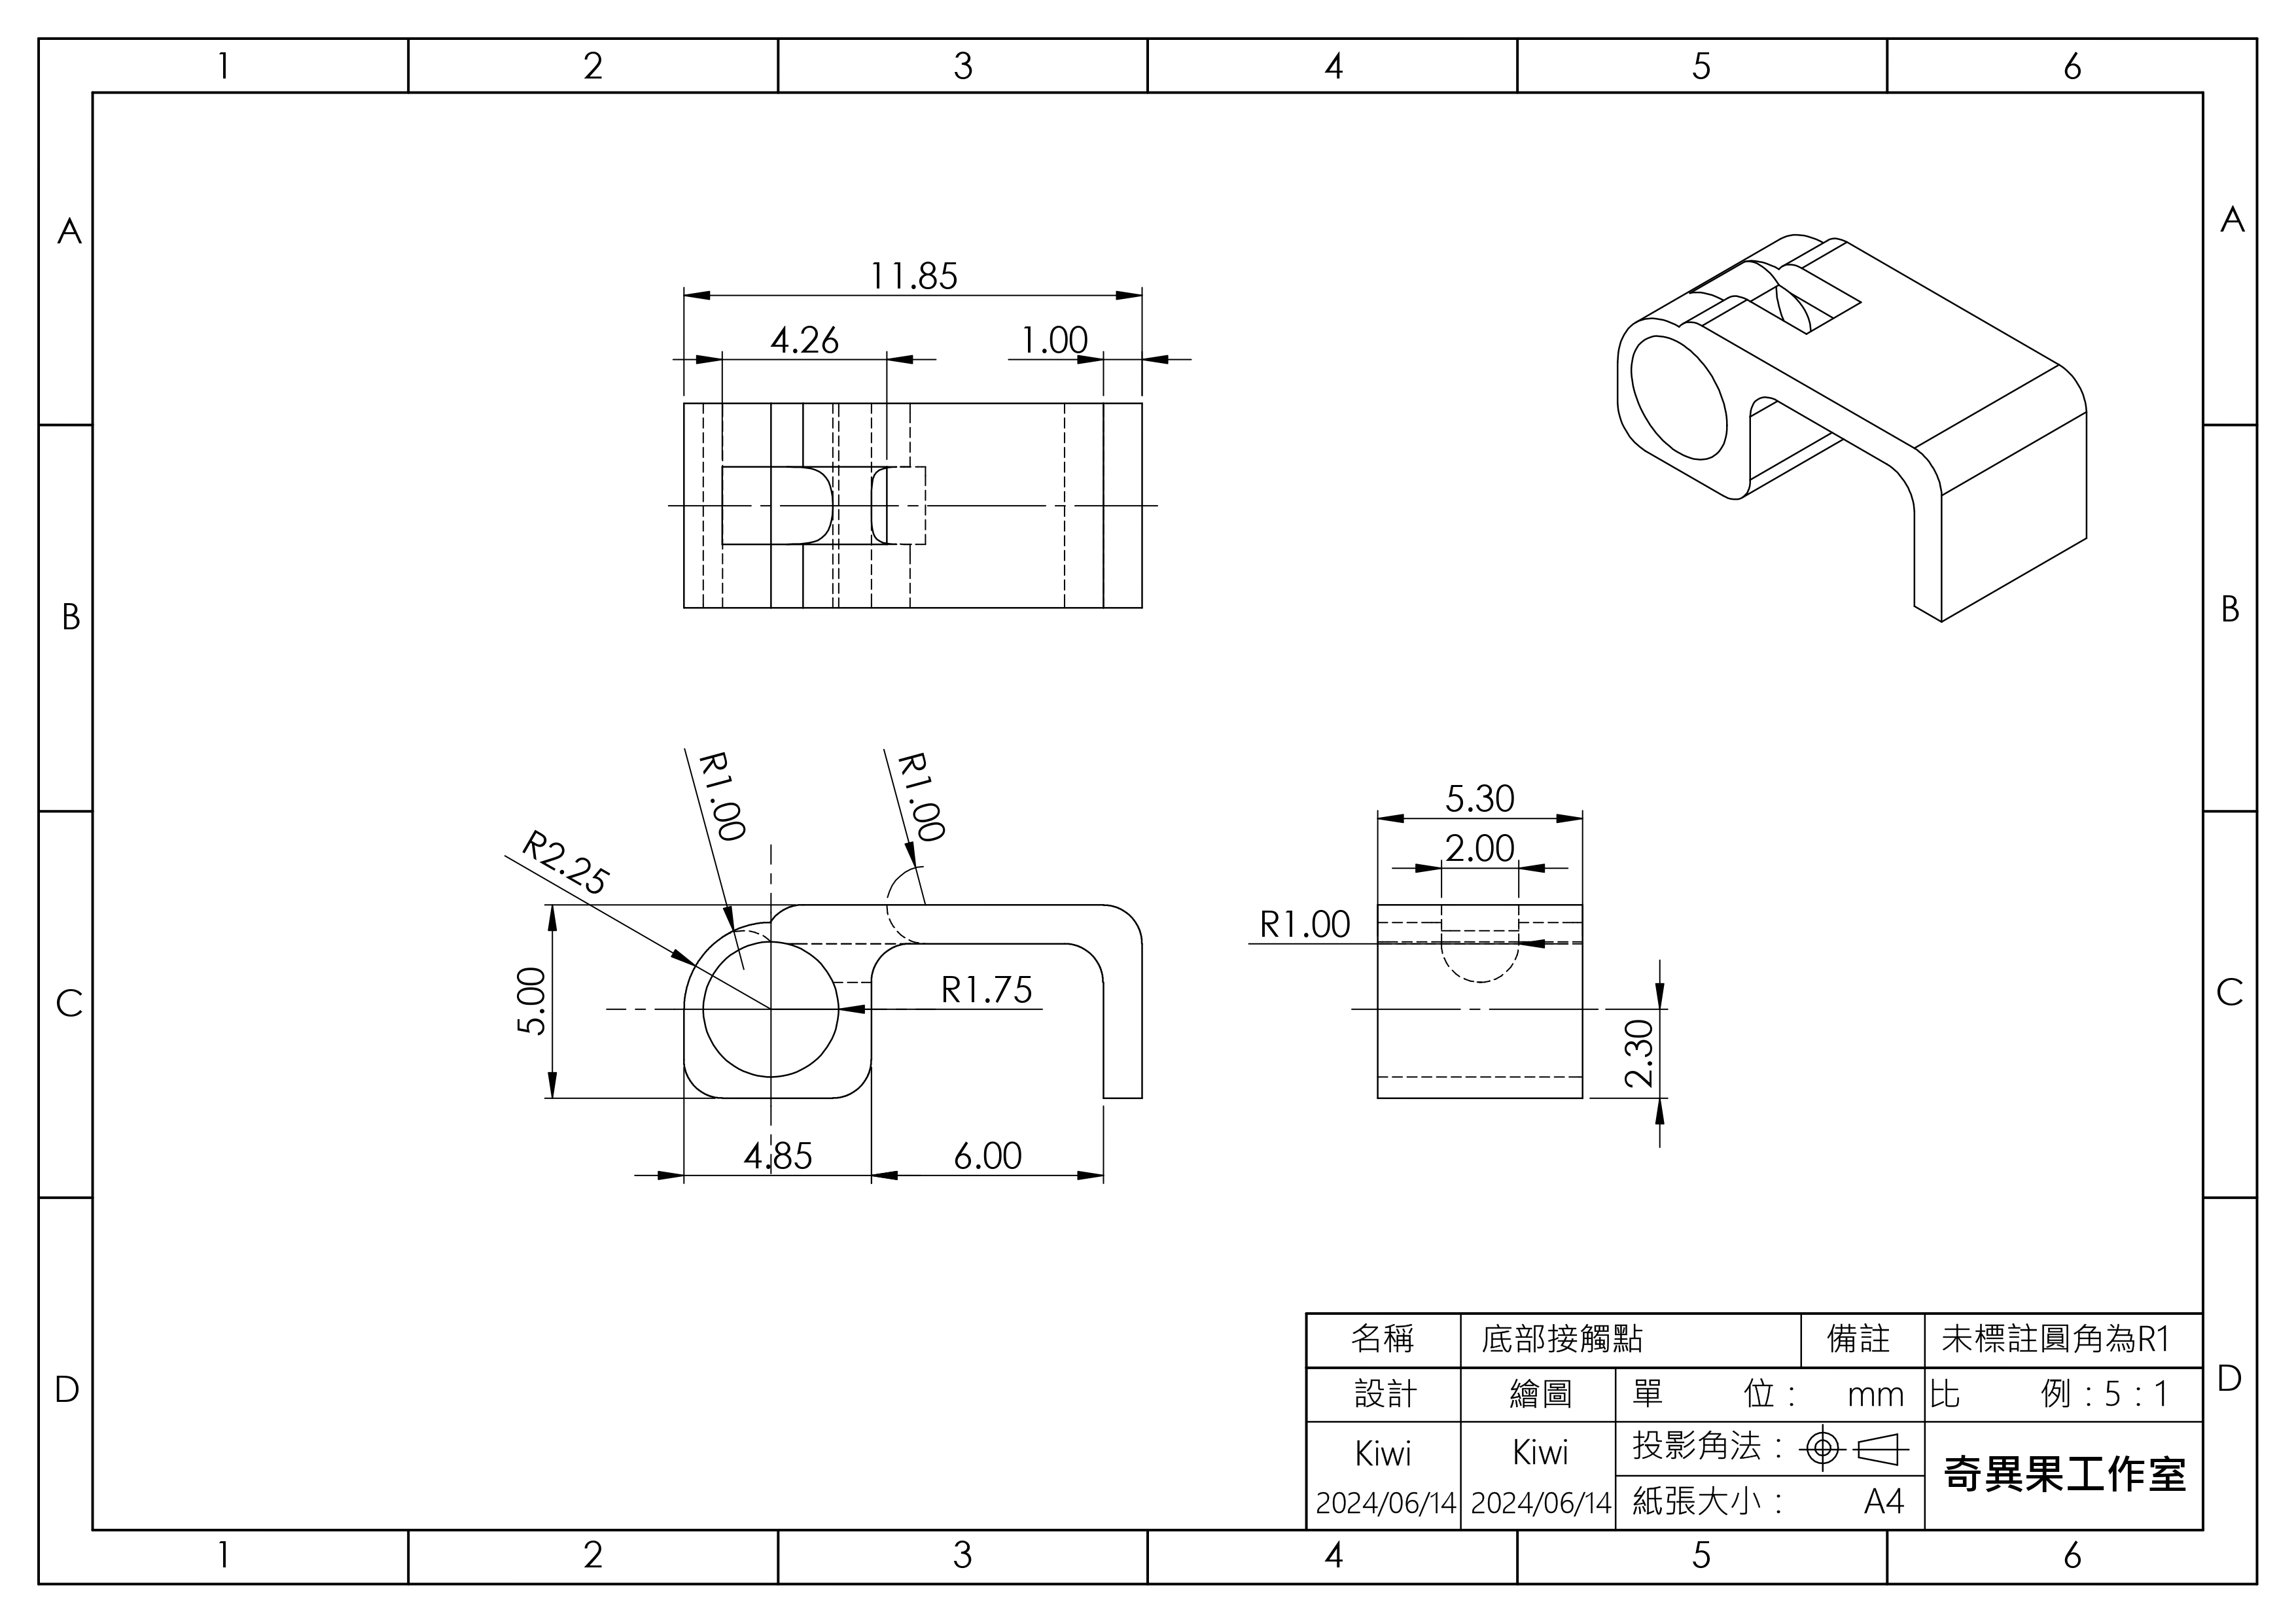 1 2 3 4 5 6
A A
11.85
4.26 1.00
B B
R1.00 R1.00
5.30
2.00
R2.25
R1.00
C C
5.00
R1.75
2.30
4.85 6.00
名稱 底部接觸點 備註 未標註圓角為R1
D D
設計 繪圖 單 位： mm 比 例：5：1
Kiwi Kiwi 投影角法：
奇異果工作室
2024/06/14 2024/06/14 紙張大小： A4
1 2 3 4 5 6